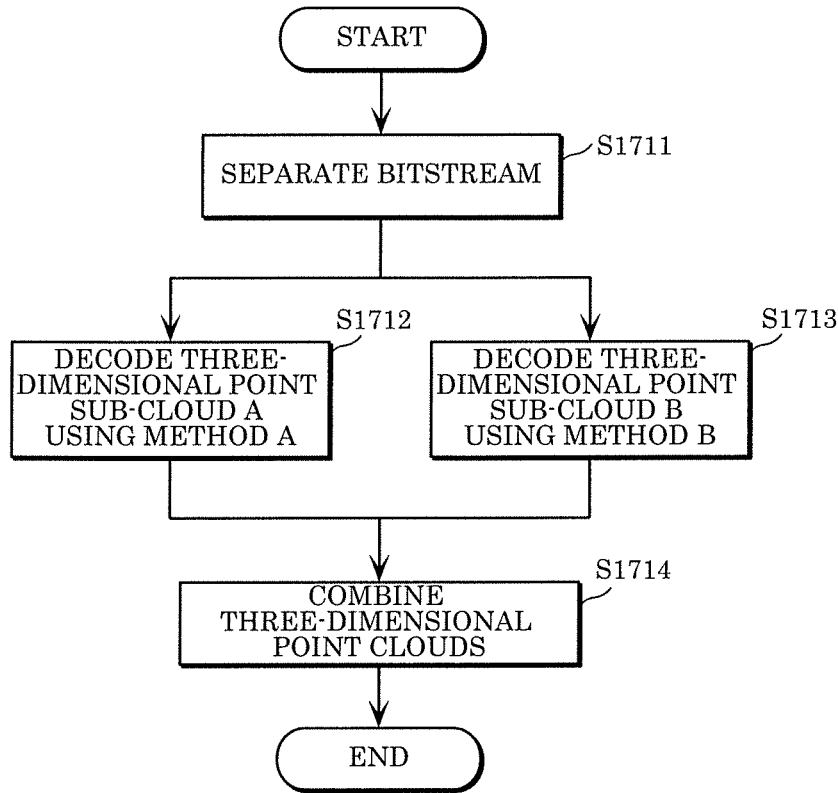 START
SEPARATE BITSTREAM
S1711
S1712
DECODE THREE-
DIMENSIONAL POINT
SUB-CLOUD A
USING METHOD A
S1713
DECODE THREE-
DIMENSIONAL POINT
SUB-CLOUD B
USING METHOD B
S1714
COMBINE
THREE-DIMENSIONAL
POINT CLOUDS
END